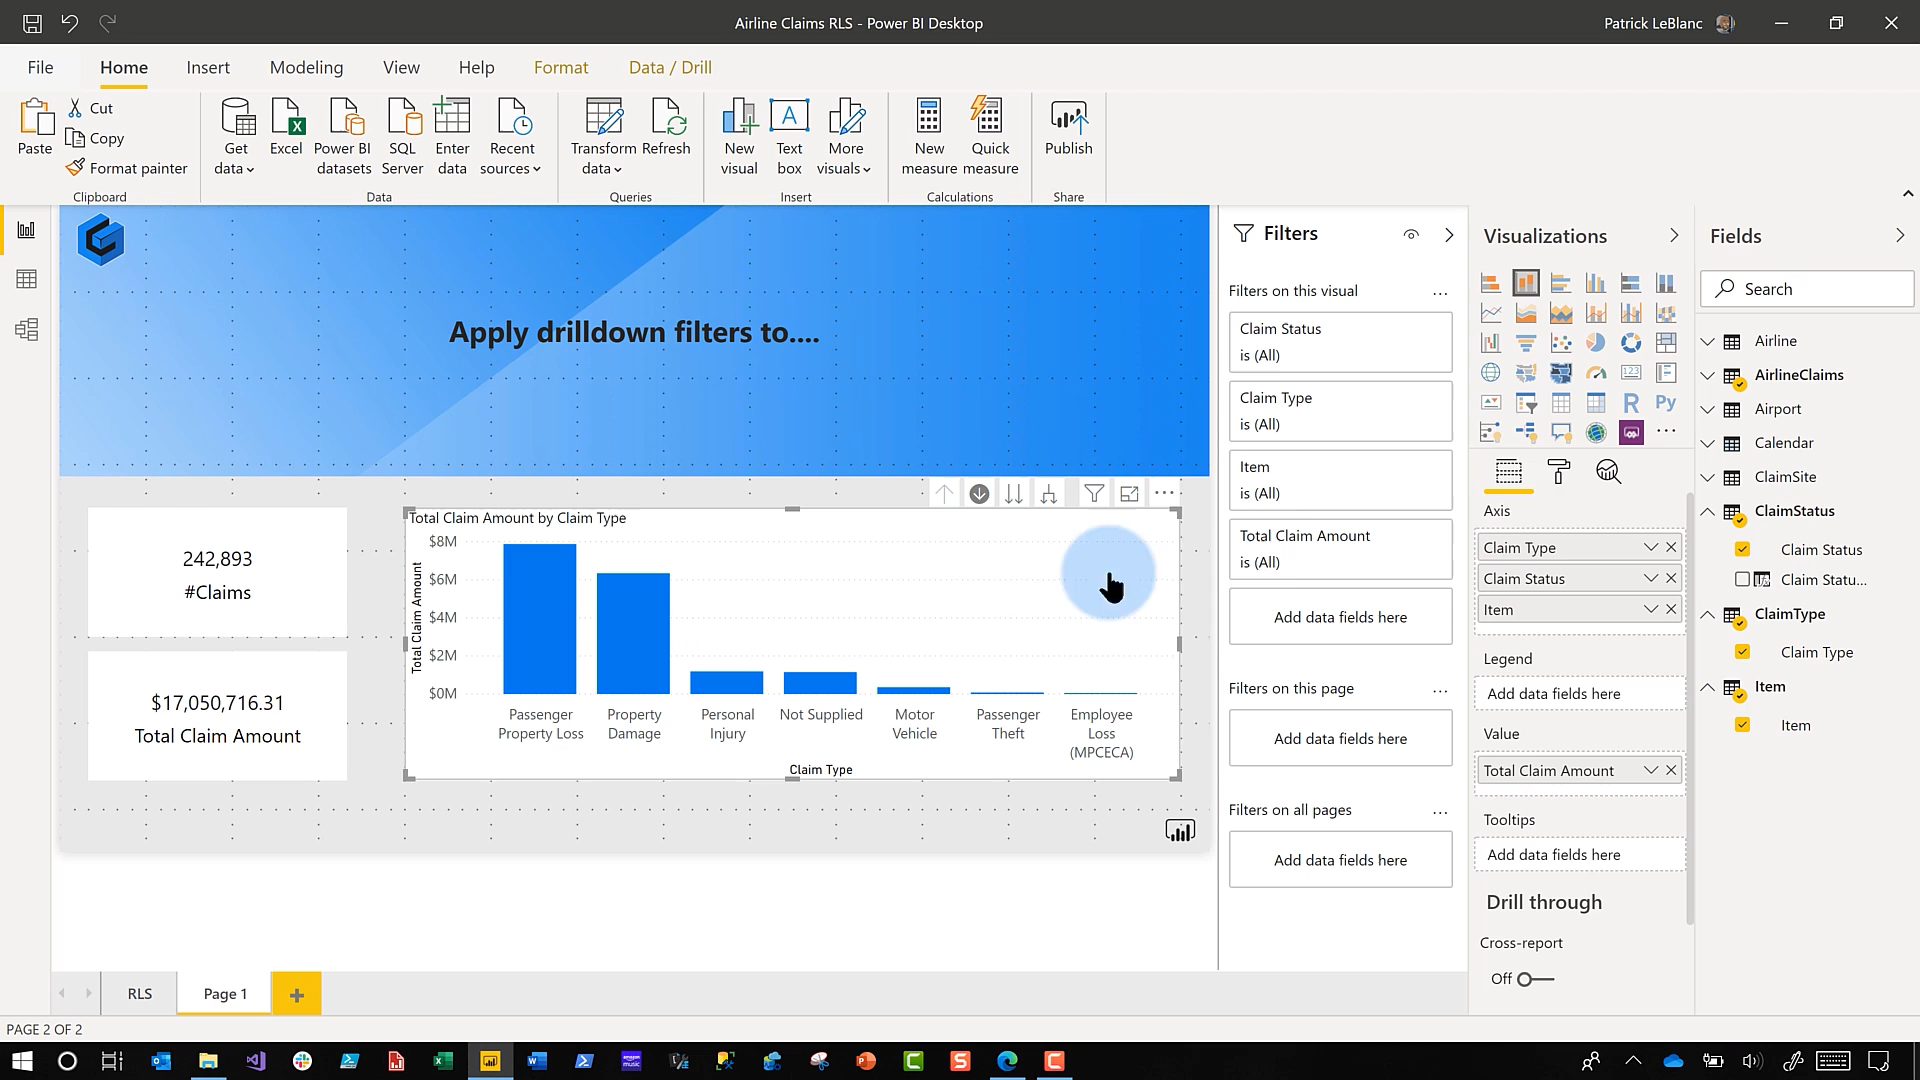 Airline Claims RLS - Power BI Desktop
Patrick LeBlanc
File
Home
Insert
Modeling
View
Help
Format
Data / Drill
Paste
Cut
Copy
Format painter
Clipboard
Get data
Excel
Power BI datasets
SQL Server
Enter data
Recent sources
Data
Transform data
Refresh
Queries
New visual
A
Text box
More visuals
Insert
New measure
Quick measure
Calculations
Publish
Share
Apply drilldown filters to....
242,893
#Claims
$17,050,716.31
Total Claim Amount
Total Claim Amount by Claim Type
Total Claim Amount
$8M
$6M
$4M
$2M
$0M
Passenger Property Loss
Property Damage
Personal Injury
Not Supplied
Motor Vehicle
Passenger Theft
Employee Loss (MPCECA)
Claim Type
Filters
Filters on this visual
...
Claim Status
is (All)
Claim Type
is (All)
Item
is (All)
Total Claim Amount
is (All)
Add data fields here
Filters on this page
...
Add data fields here
Filters on all pages
...
Add data fields here
Visualizations
123
R
Py
...
Axis
Claim Type
Claim Status
Item
Legend
Add data fields here
Value
Total Claim Amount
Tooltips
Add data fields here
Drill through
Cross-report
Off
Fields
Search
Airline
AirlineClaims
Airport
Calendar
ClaimSite
ClaimStatus
Claim Status
Claim Statu...
ClaimType
Claim Type
Item
Item
RLS
Page 1
PAGE 2 OF 2